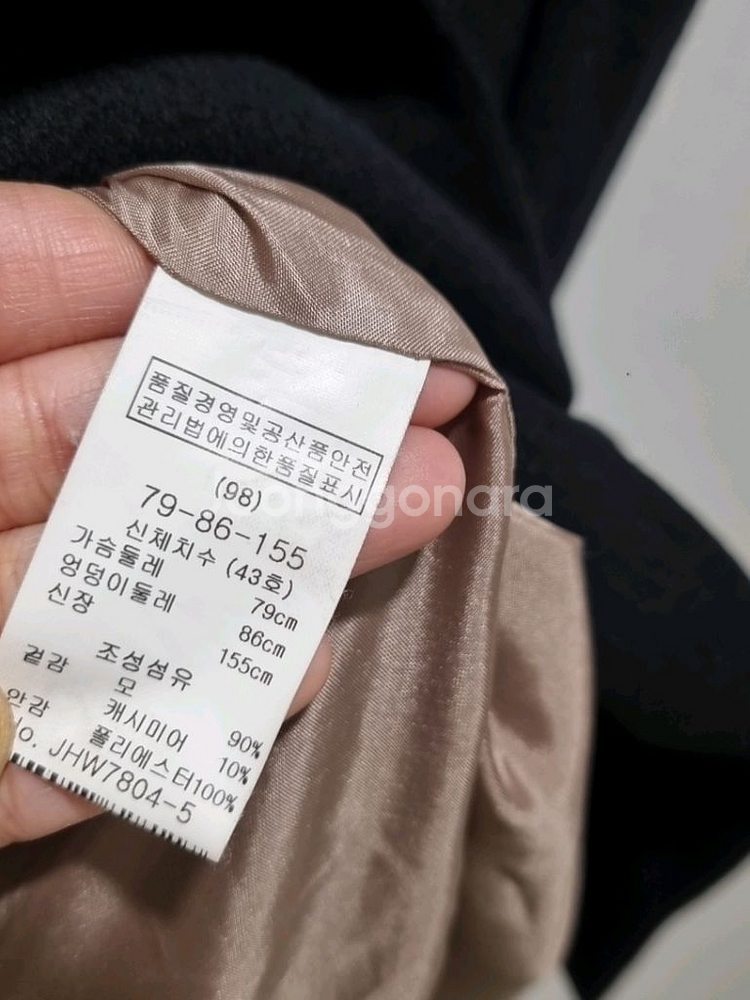 품질경영및공산품안전
관리법에의한품질표시
(98)
79-86-155
신체치수 (43호)
가슴둘레 79cm
엉덩이둘레 86cm
신장 155cm
조성섬유
겉감 모 90%
캐시미어 10%
안감 폴리에스터100%
No. JHW7804-5
joonggonara